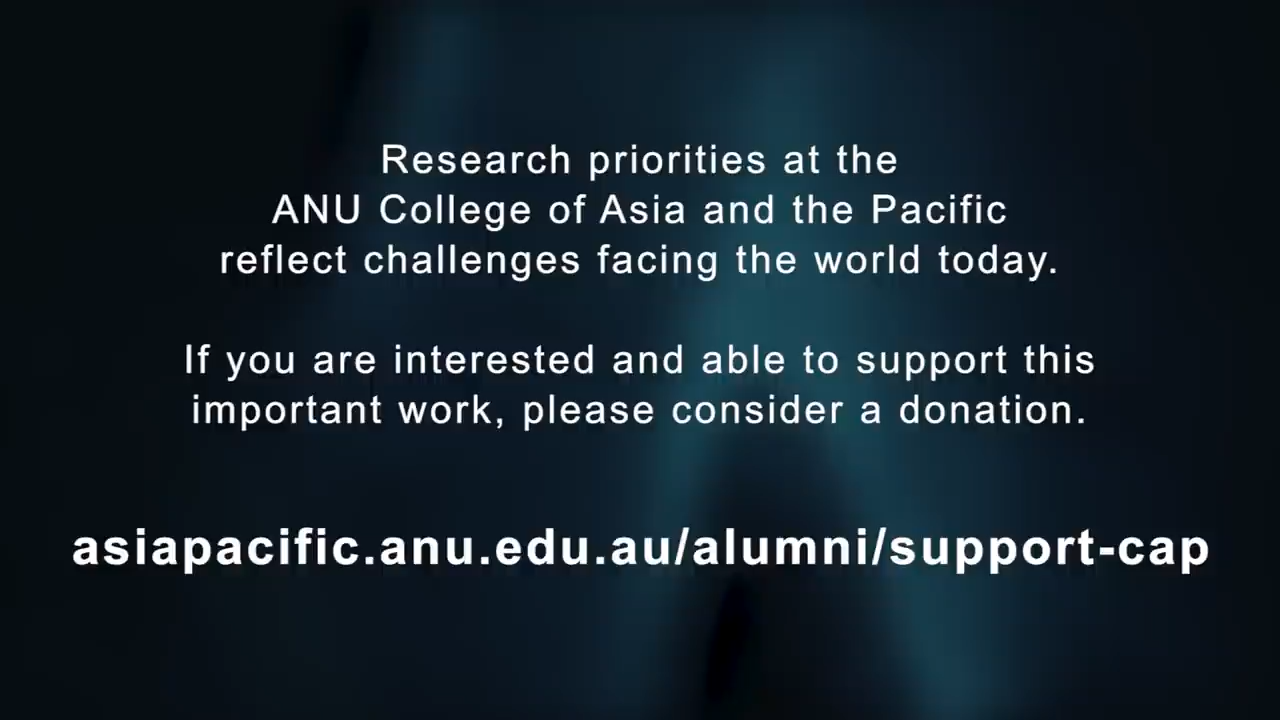 Research priorities at the
ANU College of Asia and the Pacific
reflect challenges facing the world today.
If you are interested and able to support this
important work, please consider a donation.
asiapacific.anu.edu.au/alumni/support-cap